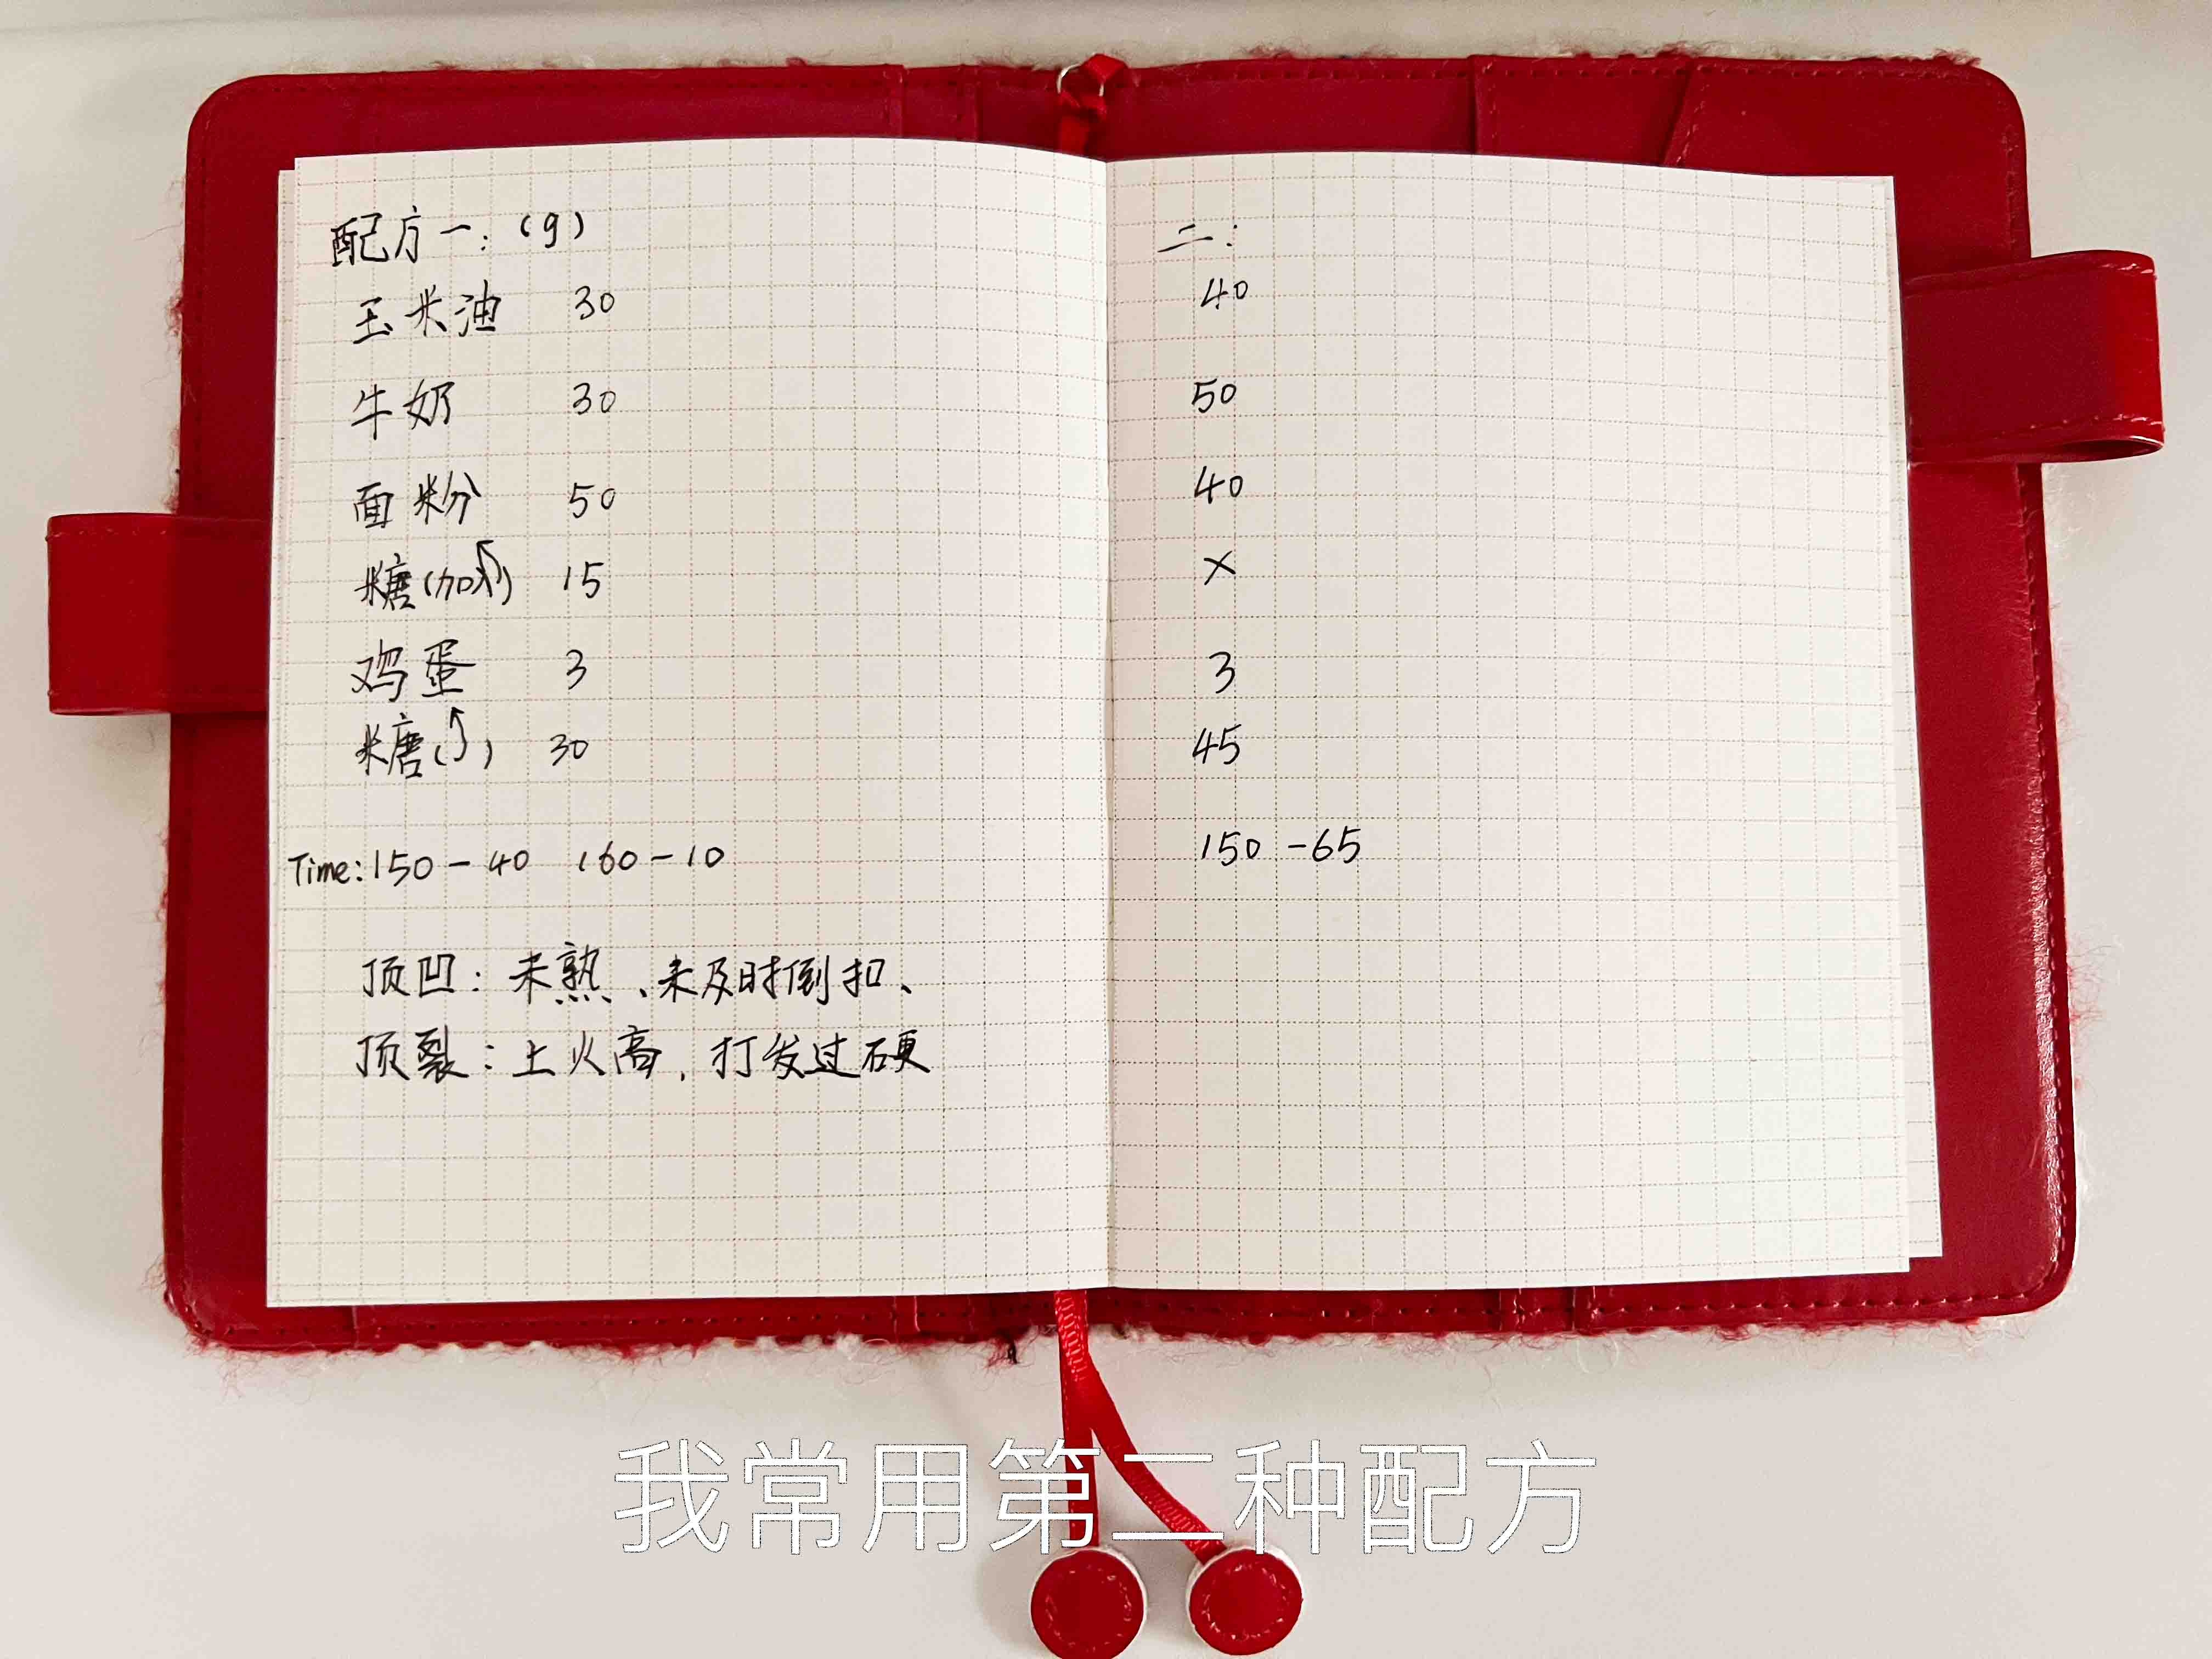 配方一：（g）
玉米油 30
牛奶 30
面粉 50
糖（加）15
鸡蛋 3
糖（）30
Time：150-40 160-10
顶凹：未熟、未及时倒扣、
顶裂：上火高，打发过硬
二：
40
50
40
×
3
45
150-65
我常用第二种配方